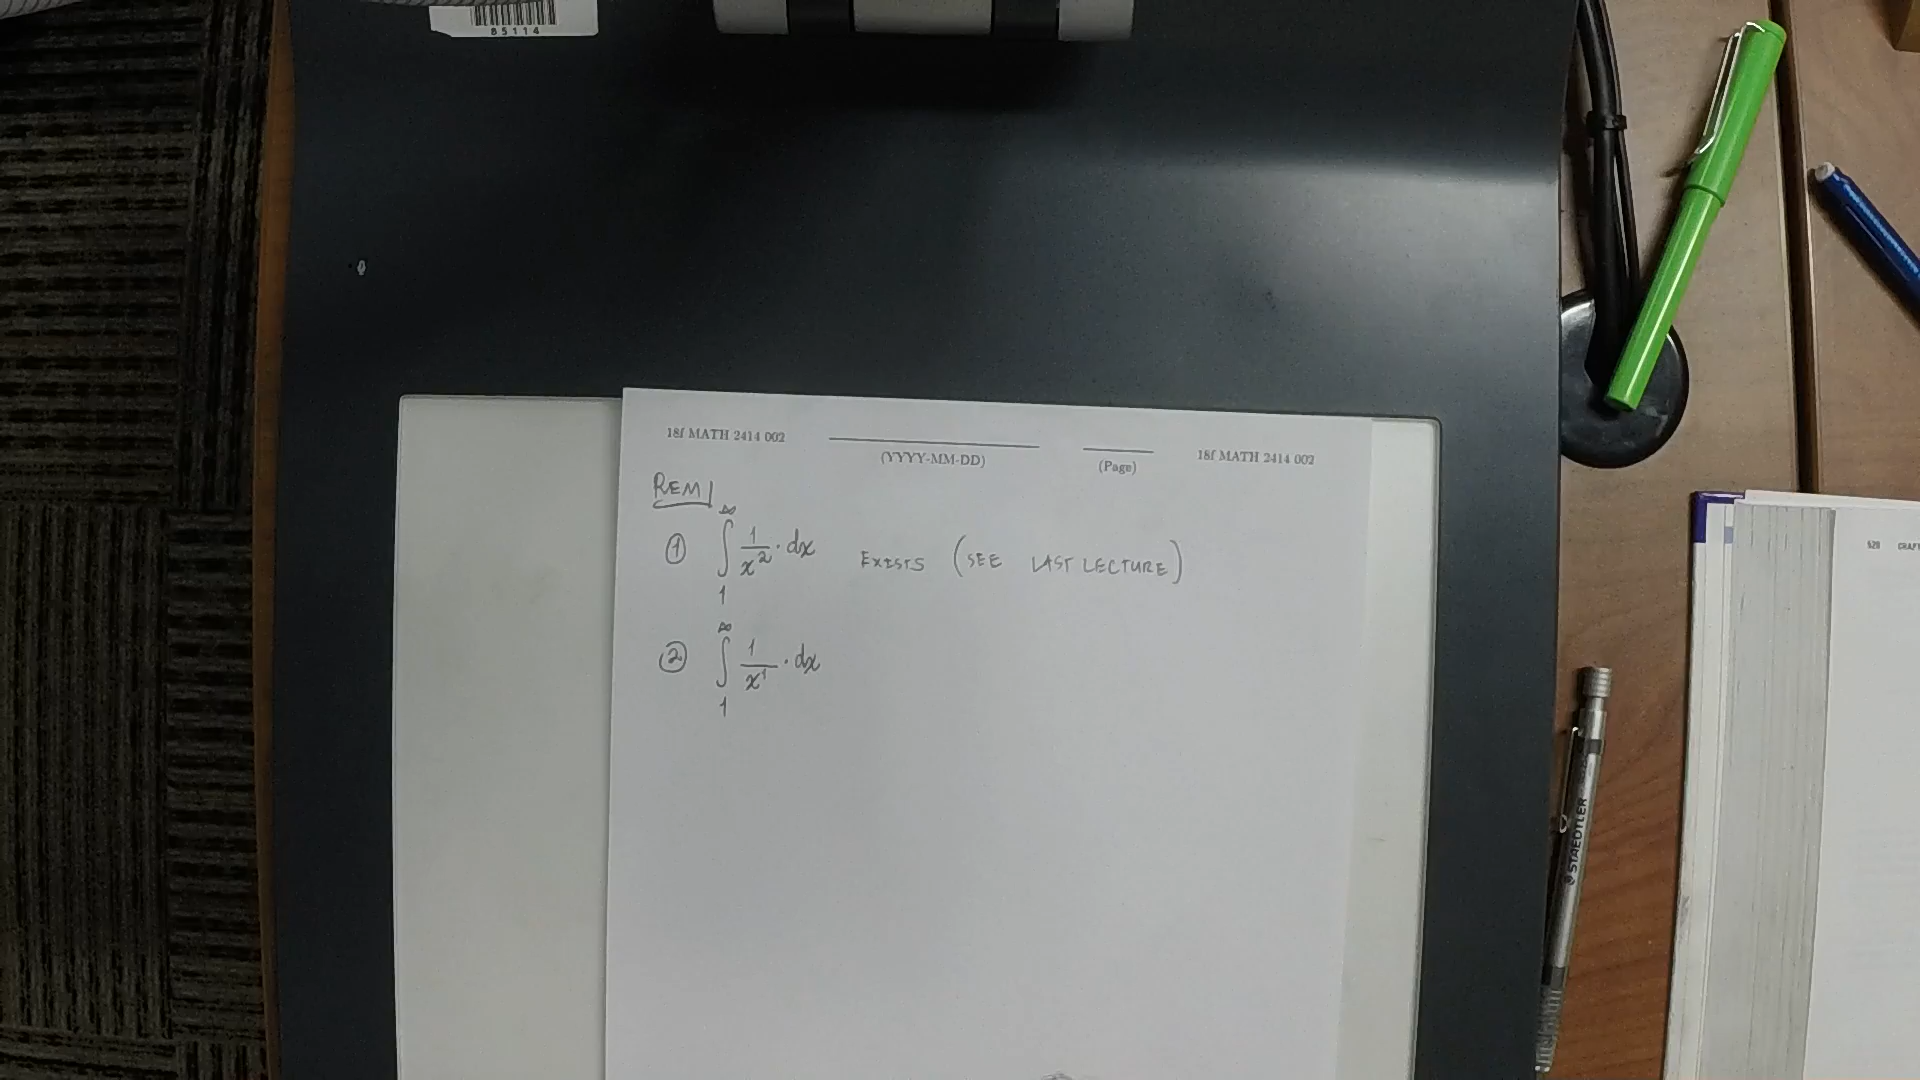 85114
18f MATH 2414 002
(YYYY-MM-DD)
(Page)
18f MATH 2414 002
REM
① ∫₁^∞ 1/x² · dx EXISTS (SEE LAST LECTURE)
② ∫₁^∞ 1/x¹ · dx
STAEDTLER